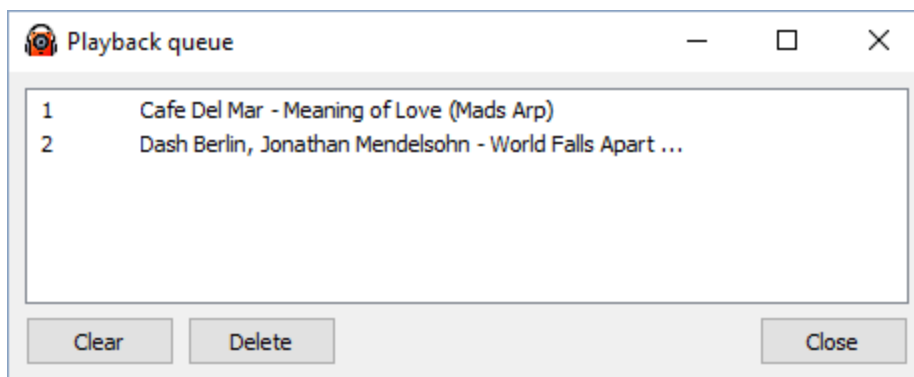 Playback queue
1 Cafe Del Mar - Meaning of Love (Mads Arp)
2 Dash Berlin, Jonathan Mendelsohn - World Falls Apart ...
Clear Delete Close